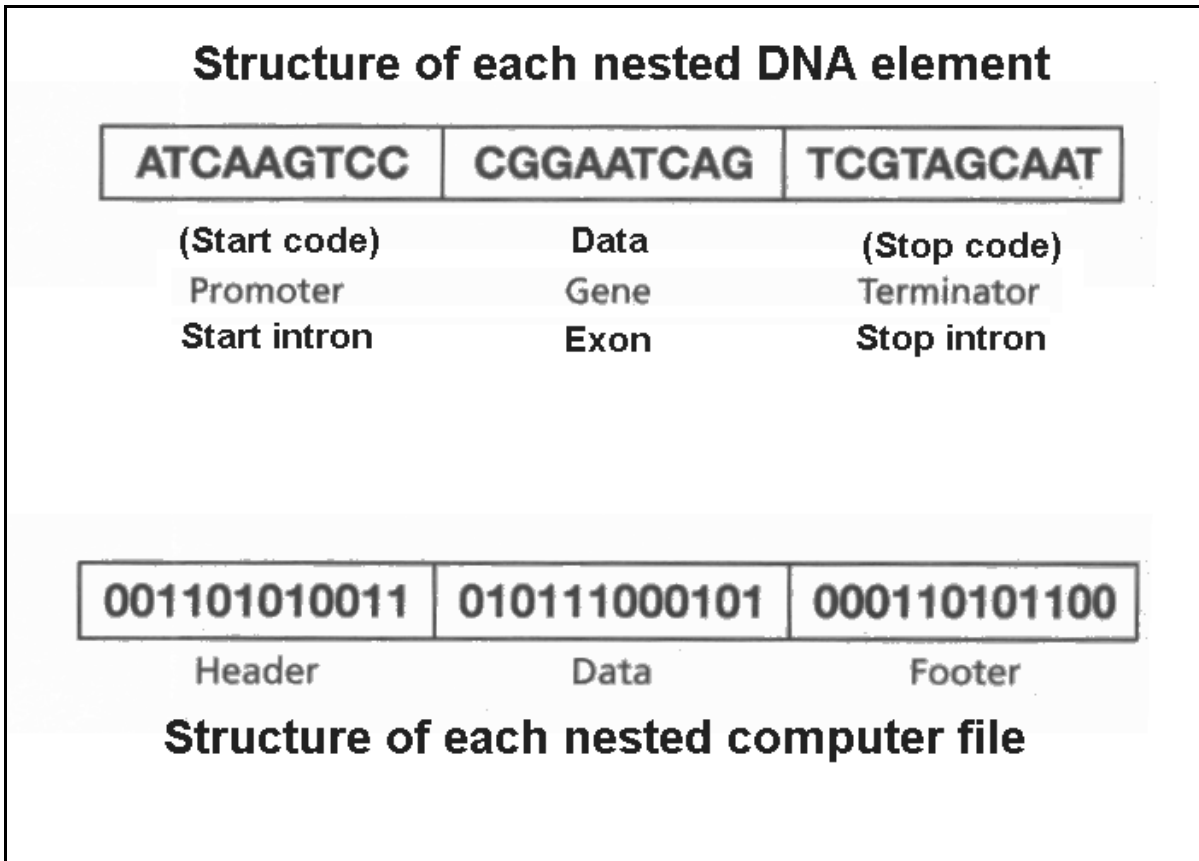 Structure of each nested DNA element
ATCAAGTCC CGGAATCAG TCGTAGCAAT
(Start code) Data (Stop code)
Promoter Gene Terminator
Start intron Exon Stop intron
001101010011 010111000101 000110101100
Header Data Footer
Structure of each nested computer file